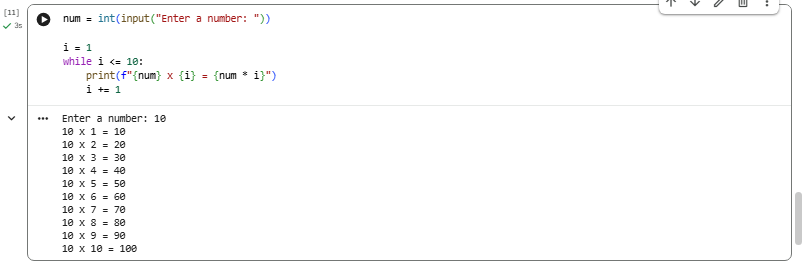 [11]
3s
num = int(input("Enter a number: "))
i = 1
while i <= 10:
    print(f"{num} x {i} = {num * i}")
    i += 1
Enter a number: 10
10 x 1 = 10
10 x 2 = 20
10 x 3 = 30
10 x 4 = 40
10 x 5 = 50
10 x 6 = 60
10 x 7 = 70
10 x 8 = 80
10 x 9 = 90
10 x 10 = 100